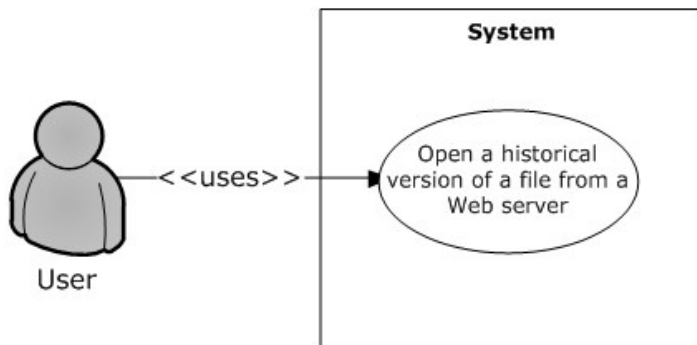 System
Open a historical
version of a file from a
Web server
<<uses>>
User